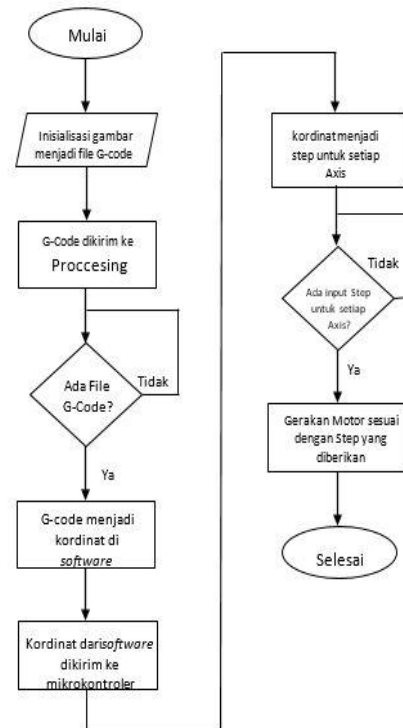 Mulai
Inisialisasi gambar
menjadi file G-code
G-Code dikirim ke
Proccesing
Ada File
G-Code?
Tidak
Ya
G-code menjadi
kordinat di
software
Kordinat darisoftware
dikirim ke
mikrokontroler
kordinat menjadi
step untuk setiap
Axis
Ada input Step
untuk setiap
Axis?
Tidak
Ya
Gerakan Motor sesuai
dengan Step yang
diberikan
Selesai